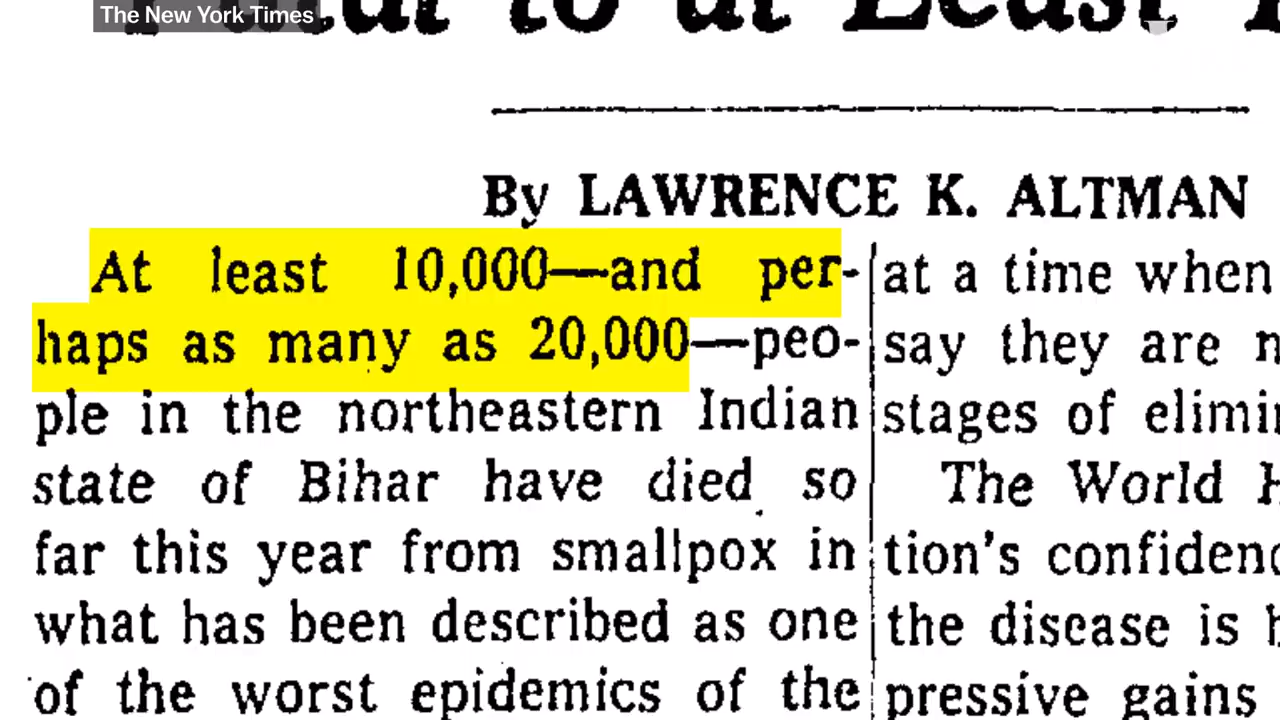 The New York Times
to at Least
By LAWRENCE K. ALTMAN
At least 10,000—and per-
haps as many as 20,000—peo-
ple in the northeastern Indian
state of Bihar have died so
far this year from smallpox in
what has been described as one
of the worst epidemics of the
at a time when
say they are
stages of
The World
tion's
the disease is
pressive gains